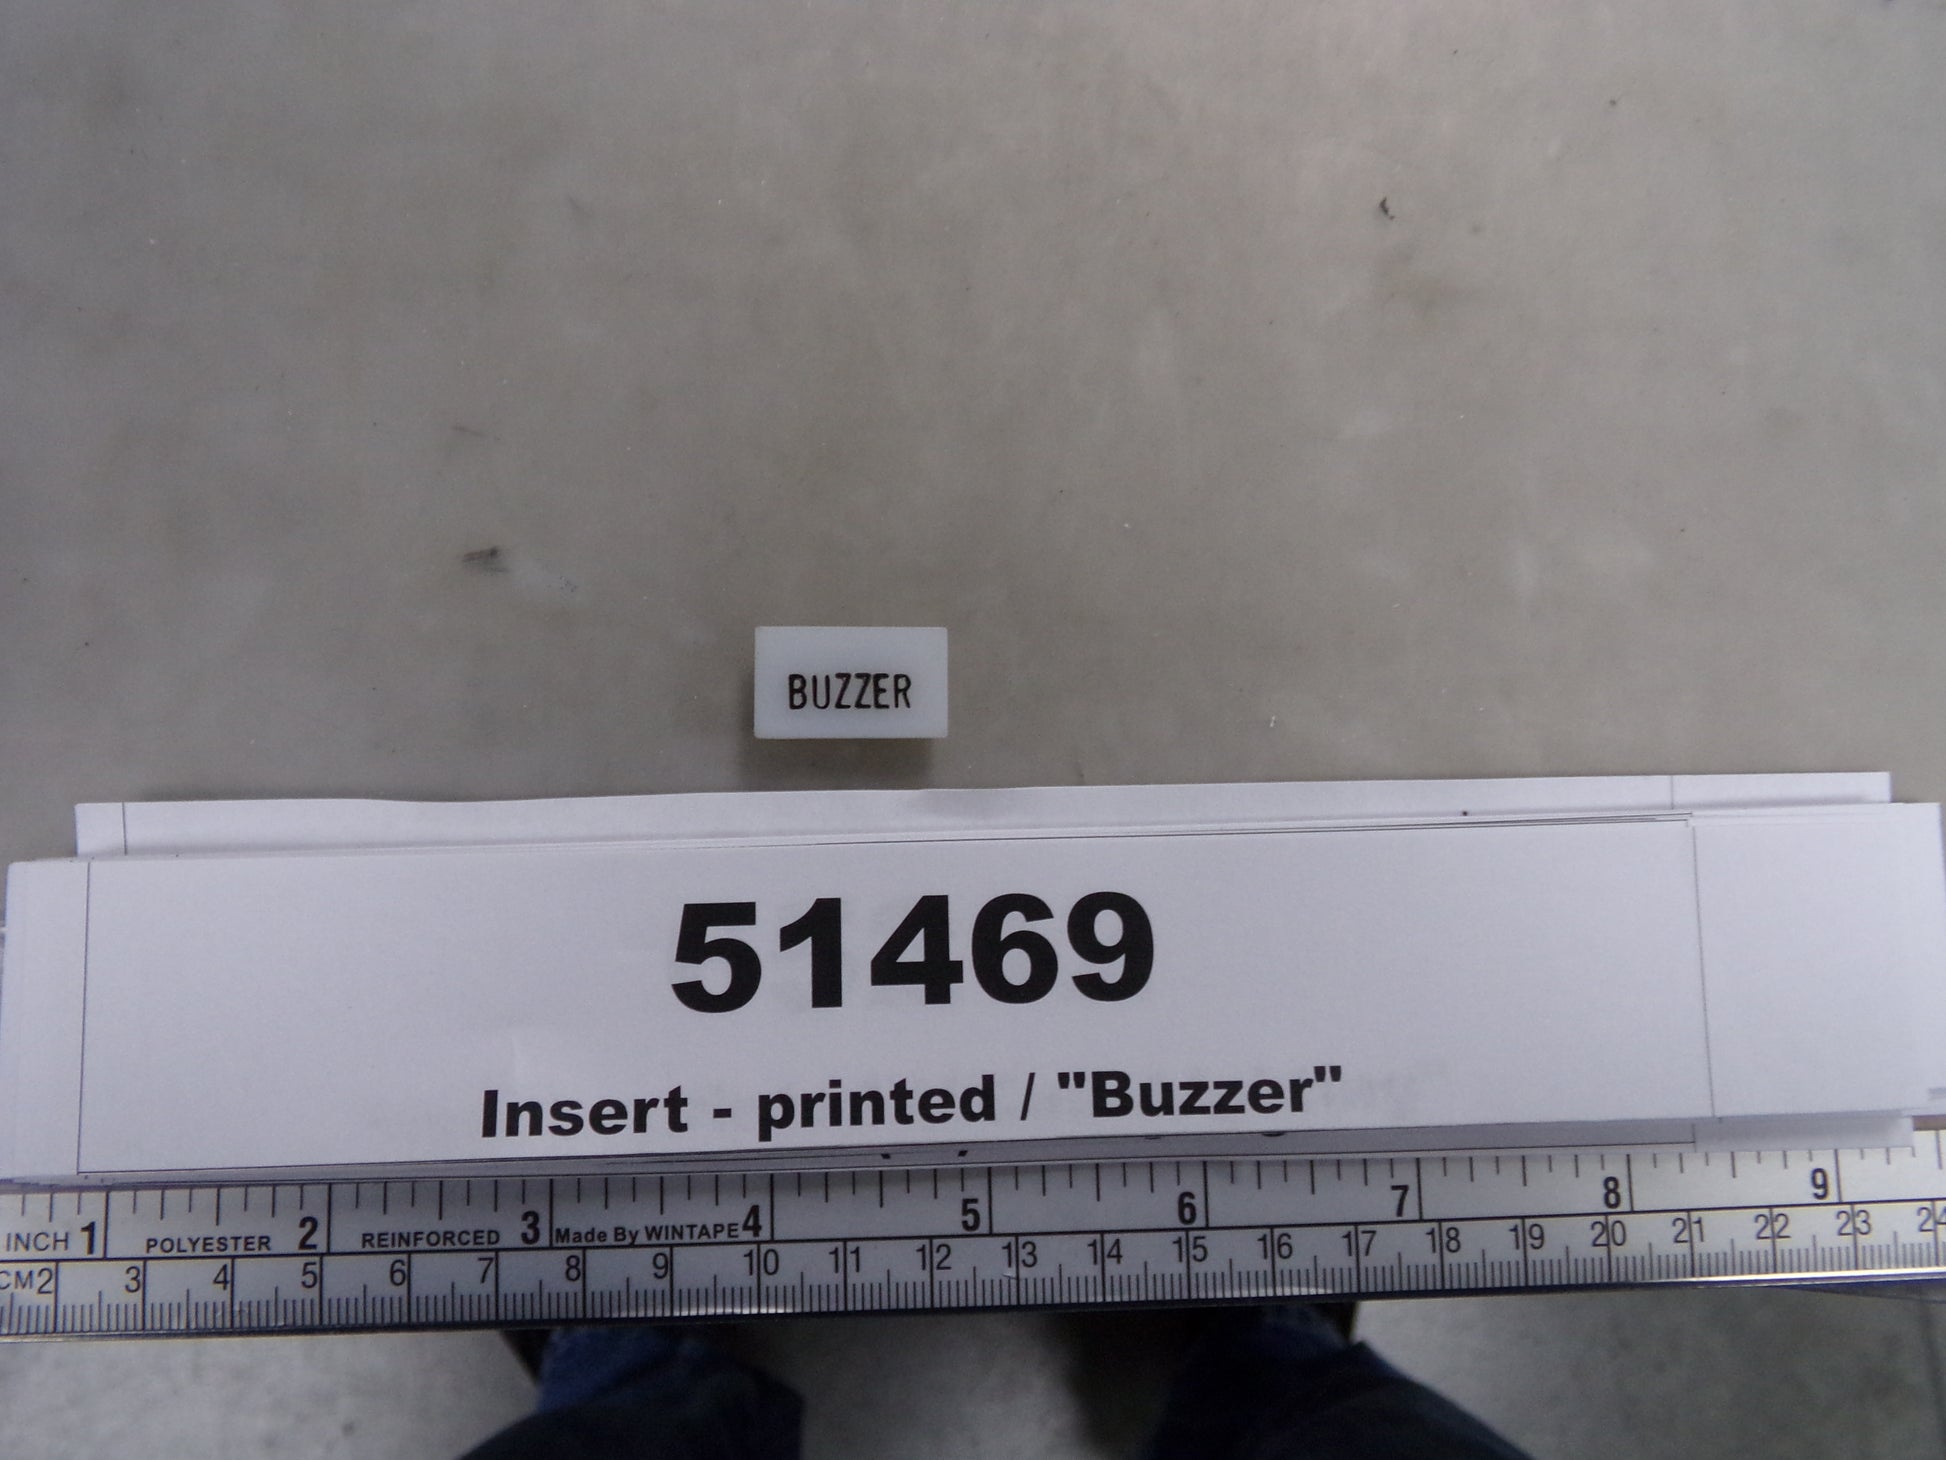 BUZZER
51469
Insert - printed / "Buzzer"
INCH 1 POLYESTER 2 REINFORCED 3 Made By WINTAPE 4 5 6 7 8 9
CM 2 3 4 5 6 7 8 9 10 11 12 13 14 15 16 17 18 19 20 21 22 23 24